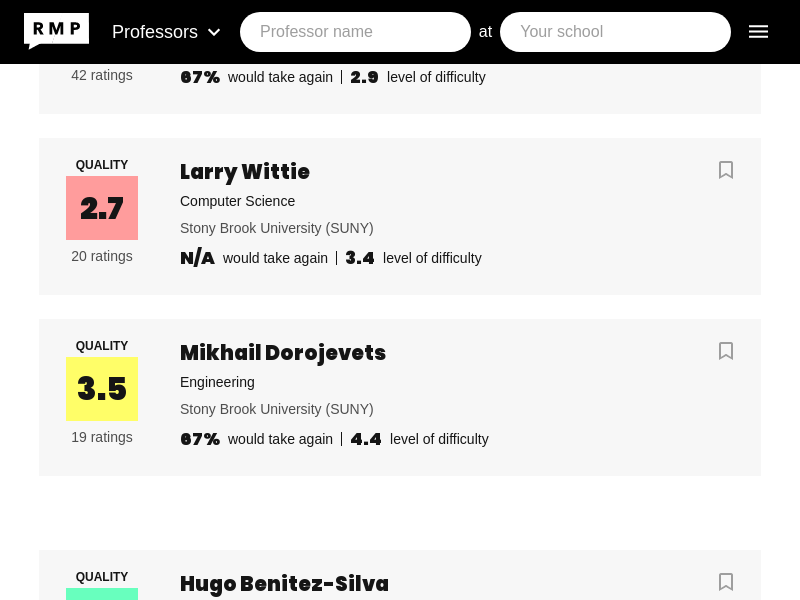 RMP
Professors
Professor name
at
Your school
42 ratings
67% would take again | 2.9 level of difficulty
QUALITY
2.7
20 ratings
Larry Wittie
Computer Science
Stony Brook University (SUNY)
N/A would take again | 3.4 level of difficulty
QUALITY
3.5
19 ratings
Mikhail Dorojevets
Engineering
Stony Brook University (SUNY)
67% would take again | 4.4 level of difficulty
QUALITY
Hugo Benitez-Silva